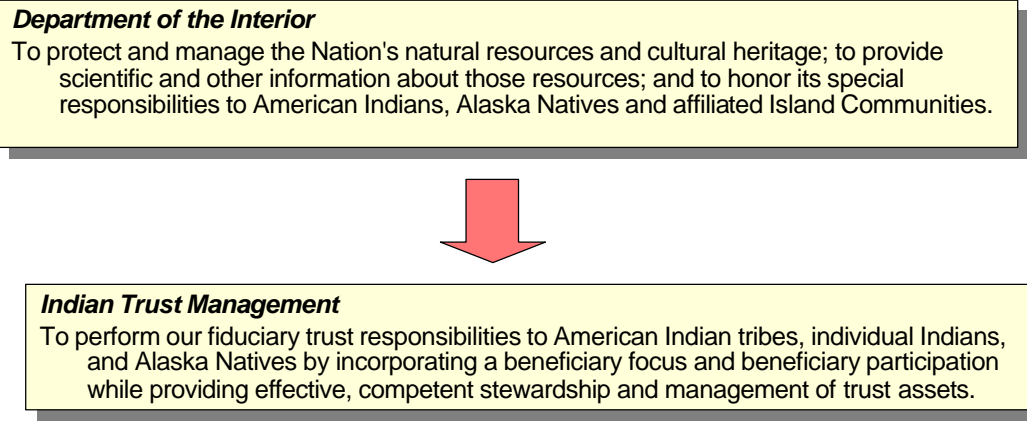 Department of the Interior
To protect and manage the Nation's natural resources and cultural heritage; to provide
scientific and other information about those resources; and to honor its special
responsibilities to American Indians, Alaska Natives and affiliated Island Communities.
Indian Trust Management
To perform our fiduciary trust responsibilities to American Indian tribes, individual Indians,
and Alaska Natives by incorporating a beneficiary focus and beneficiary participation
while providing effective, competent stewardship and management of trust assets.